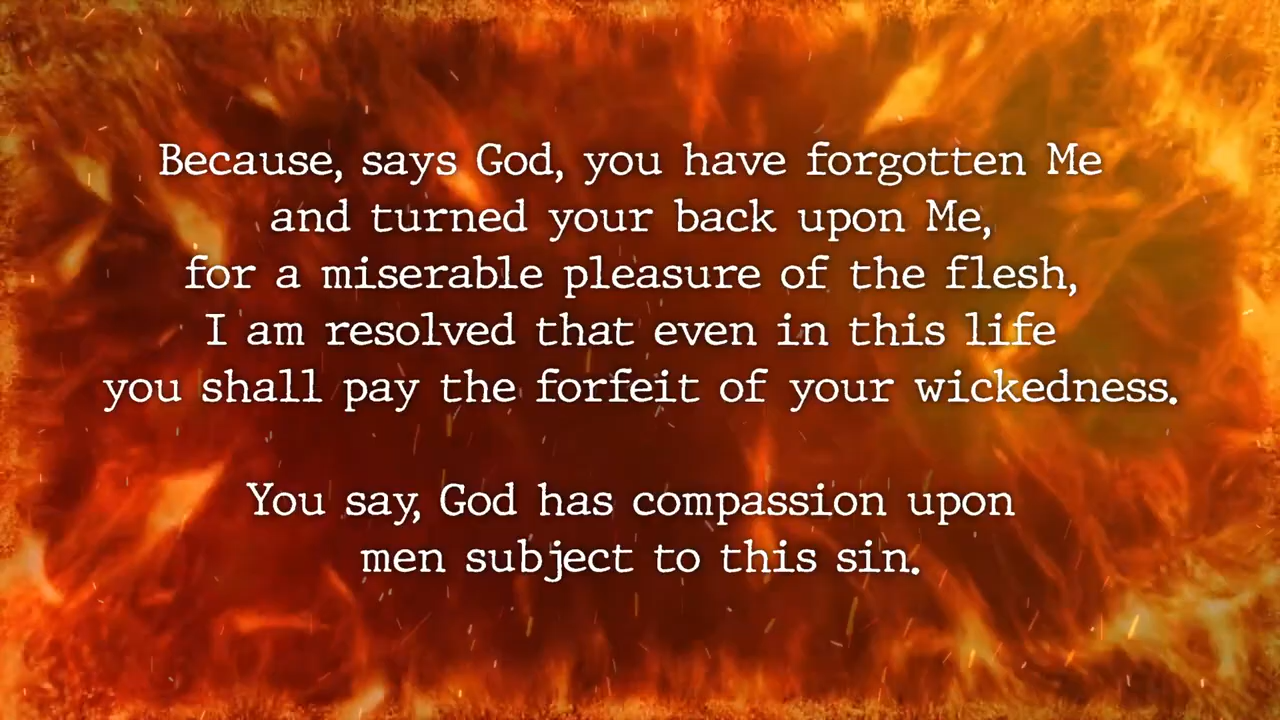 Because, says God, you have forgotten Me
and turned your back upon Me,
for a miserable pleasure of the flesh,
I am resolved that even in this life
you shall pay the forfeit of your wickedness.
You say, God has compassion upon
men subject to this sin.